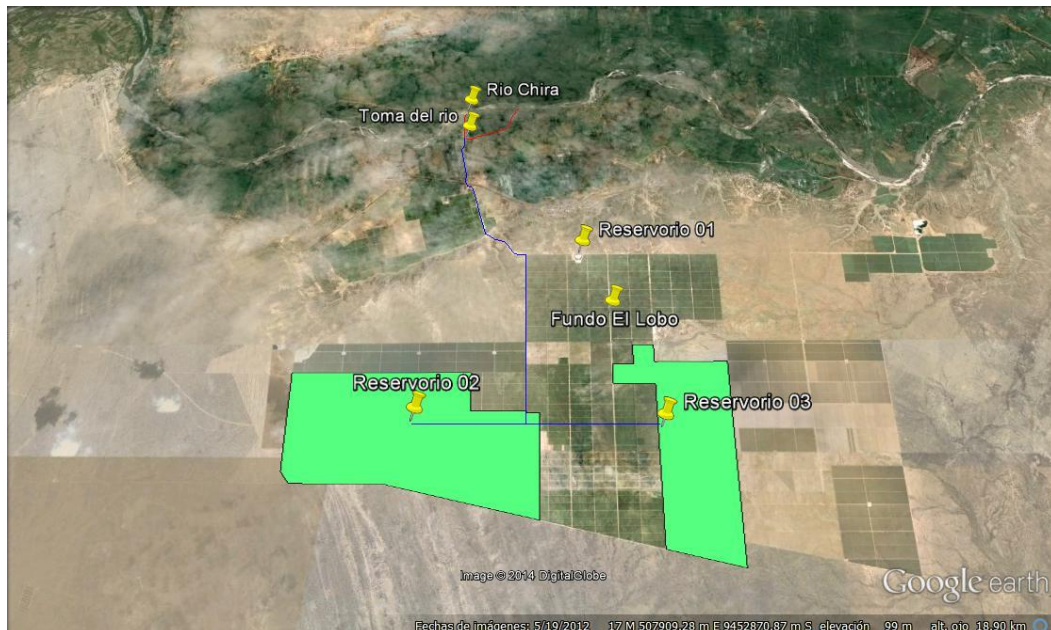 Rio Chira
Toma del rio
Reservorio 01
Fundo El Lobo
Reservorio 02
Reservorio 03
Image © 2014 DigitalGlobe
Google earth
Fechas de imágenes: 5/19/2012 17 M 507909.28 m E 9452870.87 m S elevación 99 m alt. ojo 18.90 km